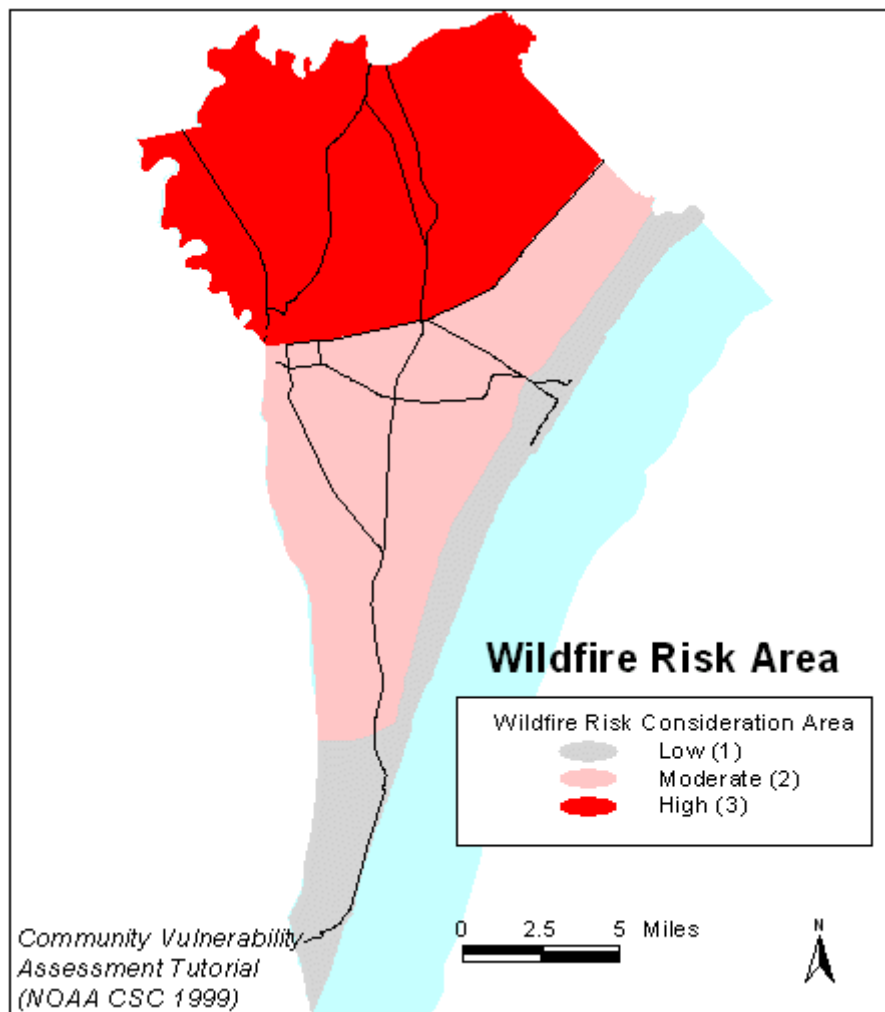 Wildfire Risk Area
Wildfire Risk Consideration Area
Low (1)
Moderate (2)
High (3)
0 2.5 5 Miles
N
Community Vulnerability
Assessment Tutorial
(NOAA CSC 1999)